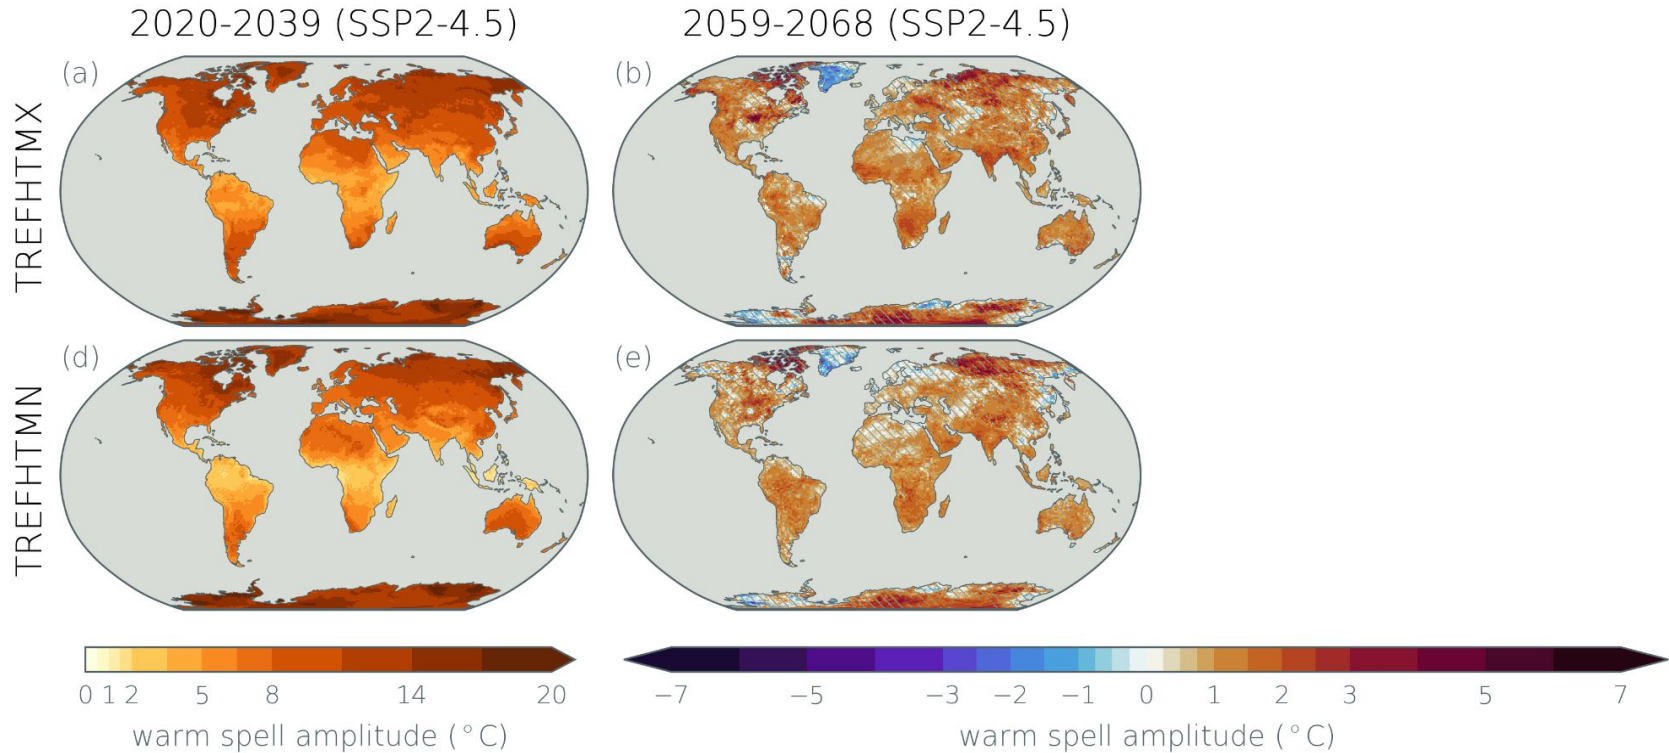 2020-2039 (SSP2-4.5) 2059-2068 (SSP2-4.5)
(a) (b)
TREFHTMX
(d) (e)
TREFHTMN
0 1 2 5 8 14 20 −7 −5 −3 −2 −1 0 1 2 3 5 7
warm spell amplitude (°C) warm spell amplitude (°C)